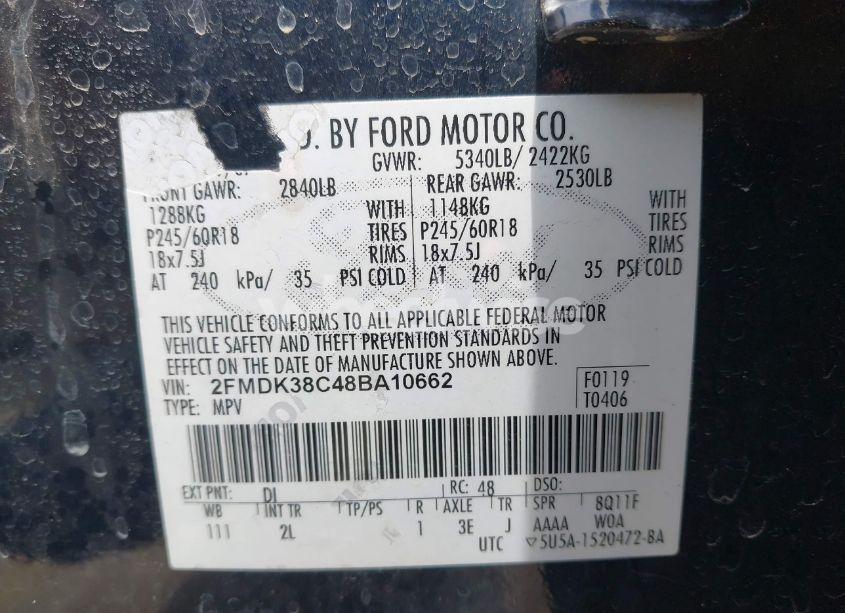 D. BY FORD MOTOR CO.
GVWR: 5340LB/ 2422KG
FRONT GAWR: 2840LB REAR GAWR: 2530LB
1288KG WITH 1148KG WITH
P245/60R18 TIRES P245/60R18 TIRES
18x7.5J RIMS 18x7.5J RIMS
AT 240 kPa/ 35 PSI COLD AT 240 kPa/ 35 PSI COLD
THIS VEHICLE CONFORMS TO ALL APPLICABLE FEDERAL MOTOR
VEHICLE SAFETY AND THEFT PREVENTION STANDARDS IN
EFFECT ON THE DATE OF MANUFACTURE SHOWN ABOVE.
VIN: 2FMDK38C48BA10662 F0119
TYPE: MPV T0406
EXT PNT: DI RC: 48 DSO:
WB INT TR TP/PS R AXLE TR SPR 8Q11F
111 2L 1 3E J AAAA W0A
UTC ▽5U5A-1520472-BA